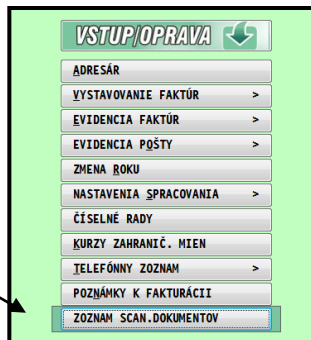 VSTUP/OPRAVA
ADRESÁR
VYSTAVOVANIE FAKTÚR >
EVIDENCIA FAKTÚR >
EVIDENCIA POŠTY >
ZMENA ROKU
NASTAVENIA SPRACOVANIA >
ČÍSELNÉ RADY
KURZY ZAHRANIČ. MIEN
TELEFÓNNY ZOZNAM >
POZNÁMKY K FAKTURÁCII
ZOZNAM SCAN.DOKUMENTOV